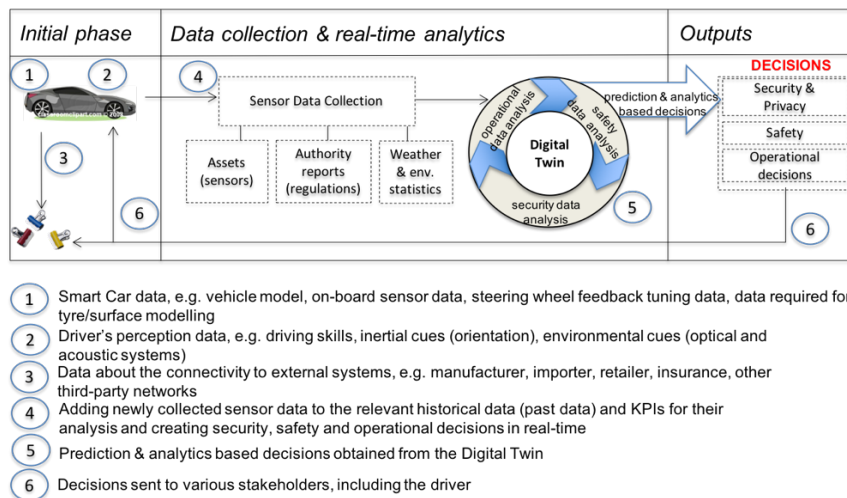 Initial phase
Data collection & real-time analytics
Outputs
1
2
4
Sensor Data Collection
Assets
(sensors)
Authority
reports
(regulations)
Weather
& env.
statistics
operational
data analysis
safety
data analysis
security data
analysis
Digital
Twin
5
prediction & analytics
based decisions
DECISIONS
Security &
Privacy
Safety
Operational
decisions
3
6
6
1 Smart Car data, e.g. vehicle model, on-board sensor data, steering wheel feedback tuning data, data required for
tyre/surface modelling
2 Driver's perception data, e.g. driving skills, inertial cues (orientation), environmental cues (optical and
acoustic systems)
3 Data about the connectivity to external systems, e.g. manufacturer, importer, retailer, insurance, other
third-party networks
4 Adding newly collected sensor data to the relevant historical data (past data) and KPIs for their
analysis and creating security, safety and operational decisions in real-time
5 Prediction & analytics based decisions obtained from the Digital Twin
6 Decisions sent to various stakeholders, including the driver